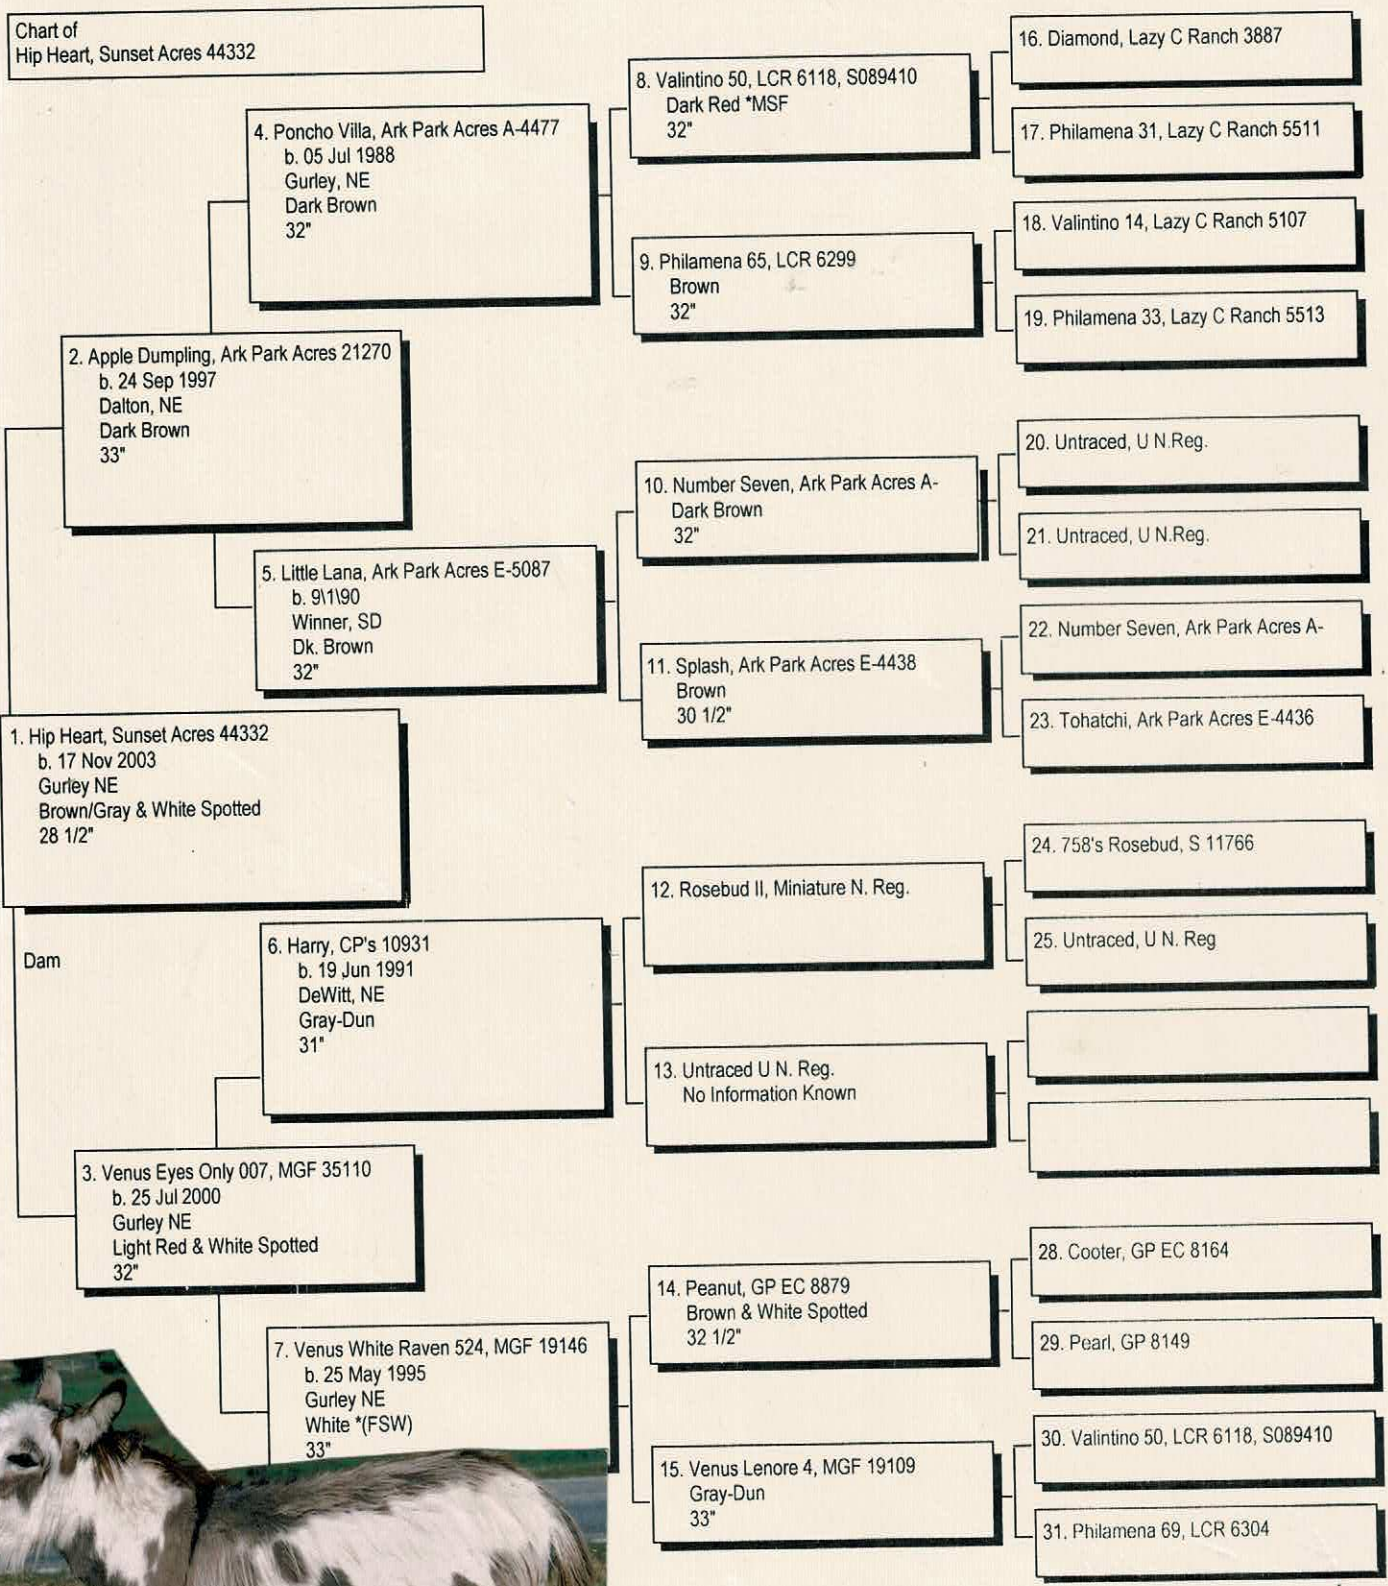 Chart of
Hip Heart, Sunset Acres 44332
1. Hip Heart, Sunset Acres 44332
b. 17 Nov 2003
Gurley NE
Brown/Gray & White Spotted
28 1/2"
Dam
2. Apple Dumpling, Ark Park Acres 21270
b. 24 Sep 1997
Dalton, NE
Dark Brown
33"
3. Venus Eyes Only 007, MGF 35110
b. 25 Jul 2000
Gurley NE
Light Red & White Spotted
32"
4. Poncho Villa, Ark Park Acres A-4477
b. 05 Jul 1988
Gurley, NE
Dark Brown
32"
5. Little Lana, Ark Park Acres E-5087
b. 9\1\90
Winner, SD
Dk. Brown
32"
6. Harry, CP's 10931
b. 19 Jun 1991
DeWitt, NE
Gray-Dun
31"
7. Venus White Raven 524, MGF 19146
b. 25 May 1995
Gurley NE
White *(FSW)
33"
8. Valintino 50, LCR 6118, S089410
Dark Red *MSF
32"
9. Philamena 65, LCR 6299
Brown
32"
10. Number Seven, Ark Park Acres A-
Dark Brown
32"
11. Splash, Ark Park Acres E-4438
Brown
30 1/2"
12. Rosebud II, Miniature N. Reg.
13. Untraced U N. Reg.
No Information Known
14. Peanut, GP EC 8879
Brown & White Spotted
32 1/2"
15. Venus Lenore 4, MGF 19109
Gray-Dun
33"
16. Diamond, Lazy C Ranch 3887
17. Philamena 31, Lazy C Ranch 5511
18. Valintino 14, Lazy C Ranch 5107
19. Philamena 33, Lazy C Ranch 5513
20. Untraced, U N.Reg.
21. Untraced, U N.Reg.
22. Number Seven, Ark Park Acres A-
23. Tohatchi, Ark Park Acres E-4436
24. 758's Rosebud, S 11766
25. Untraced, U N. Reg
28. Cooter, GP EC 8164
29. Pearl, GP 8149
30. Valintino 50, LCR 6118, S089410
31. Philamena 69, LCR 6304